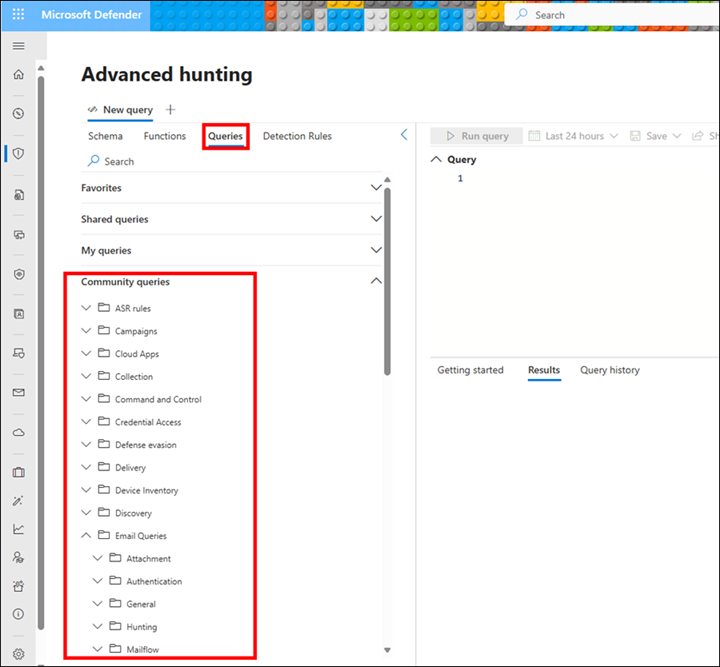 Microsoft Defender
Search
Advanced hunting
New query
Schema Functions Queries Detection Rules
Search
Favorites
Shared queries
My queries
Community queries
ASR rules
Campaigns
Cloud Apps
Collection
Command and Control
Credential Access
Defense evasion
Delivery
Device Inventory
Discovery
Email Queries
Attachment
Authentication
General
Hunting
Mailflow
Run query Last 24 hours Save Sh
Query
1
Getting started Results Query history